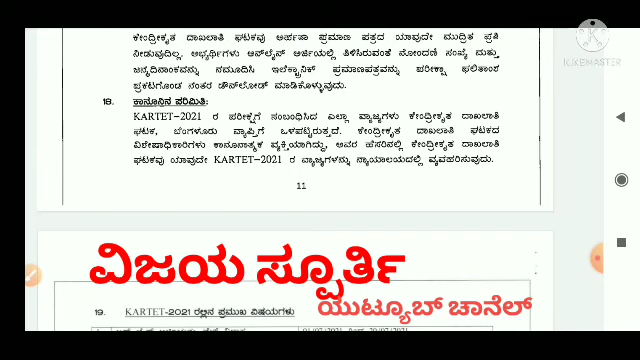 ಕೇಂದ್ರೀಕೃತ ದಾಖಲಾತಿ ಘಟಕವು ಅರ್ಹತಾ ಪ್ರಮಾಣ ಪತ್ರದ ಯಾವುದೇ ಮುದ್ರಿತ ಪ್ರತಿ
ನೀಡುವುದಿಲ್ಲ. ಅಭ್ಯರ್ಥಿಗಳು ಆನ್‌ಲೈನ್ ಅರ್ಜಿಯಲ್ಲಿ ತಿಳಿಸಿರುವಂತೆ ನೋಂದಣಿ ಸಂಖ್ಯೆ ಮತ್ತು
ಜನ್ಮದಿನಾಂಕವನ್ನು ನಮೂದಿಸಿ ಇಲೆಕ್ಟ್ರಾನಿಕ್ ಪ್ರಮಾಣಪತ್ರವನ್ನು ಪರೀಕ್ಷಾ ಫಲಿತಾಂಶ
ಪ್ರಕಟಗೊಂಡ ನಂತರ ಡೌನ್‌ಲೋಡ್ ಮಾಡಿಕೊಳ್ಳುವುದು.
KINEMASTER
18. ಕಾನೂನಿನ ಪರಿಮಿತಿ:
KARTET-2021 ರ ಪರೀಕ್ಷೆಗೆ ಸಂಬಂಧಿಸಿದ ಎಲ್ಲಾ ವ್ಯಾಜ್ಯಗಳು ಕೇಂದ್ರೀಕೃತ ದಾಖಲಾತಿ
ಘಟಕ, ಬೆಂಗಳೂರು ವ್ಯಾಪ್ತಿಗೆ ಒಳಪಟ್ಟಿರುತ್ತದೆ. ಕೇಂದ್ರೀಕೃತ ದಾಖಲಾತಿ ಘಟಕದ
ವಿಶೇಷಾಧಿಕಾರಿಗಳು ಕಾನೂನಾತ್ಮಕ ವ್ಯಕ್ತಿಯಾಗಿದ್ದು, ಅವರ ಹೆಸರಿನಲ್ಲಿ ಕೇಂದ್ರೀಕೃತ ದಾಖಲಾತಿ
ಘಟಕವು ಯಾವುದೇ KARTET-2021 ರ ವ್ಯಾಜ್ಯಗಳನ್ನು ನ್ಯಾಯಾಲಯದಲ್ಲಿ ವ್ಯವಹರಿಸುವುದು.
11
ವಿಜಯ ಸ್ಪೂರ್ತಿ
ಯುಟ್ಯೂಬ್ ಚಾನೆಲ್
19. KARTET-2021 ರಲ್ಲಿನ ಪ್ರಮುಖ ವಿಷಯಗಳು